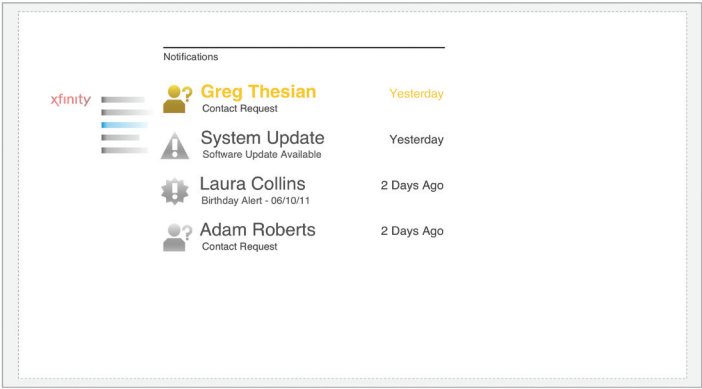 Notifications
xfinity
Greg Thesian
Yesterday
Contact Request
System Update
Yesterday
Software Update Available
Laura Collins
2 Days Ago
Birthday Alert - 06/10/11
Adam Roberts
2 Days Ago
Contact Request